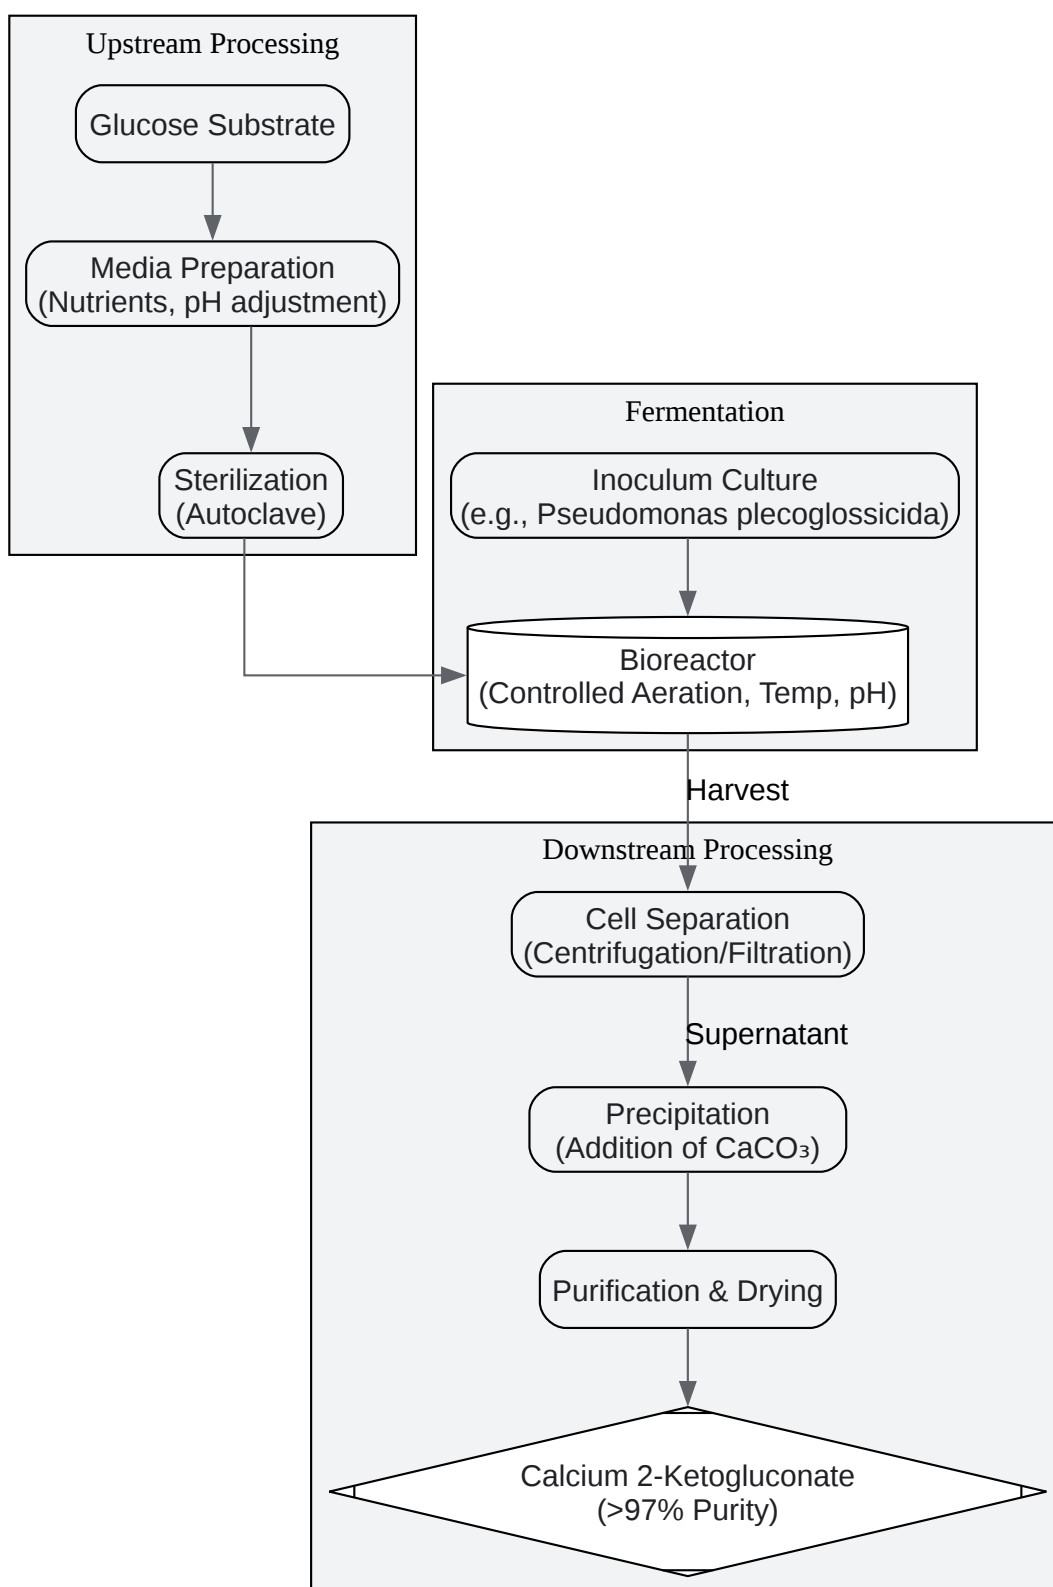 Upstream Processing
Glucose Substrate
Media Preparation
(Nutrients, pH adjustment)
Sterilization
(Autoclave)
Fermentation
Inoculum Culture
(e.g., Pseudomonas plecoglossicida)
Bioreactor
(Controlled Aeration, Temp, pH)
Harvest
Downstream Processing
Cell Separation
(Centrifugation/Filtration)
Supernatant
Precipitation
(Addition of CaCO₃)
Purification & Drying
Calcium 2-Ketogluconate
(>97% Purity)